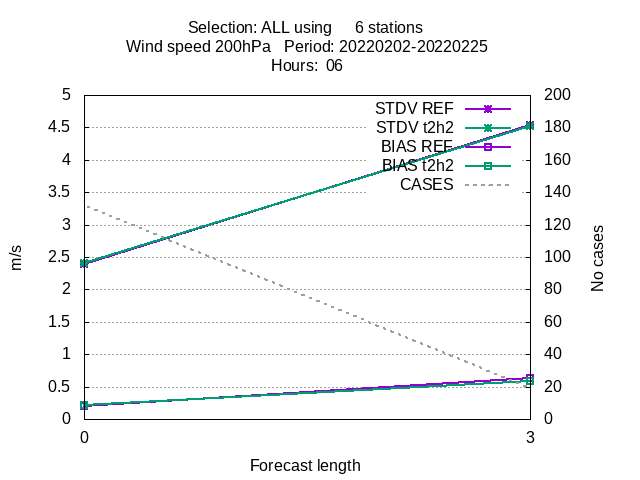 Selection: ALL using 6 stations
Wind speed 200hPa Period: 20220202-20220225
Hours: 06
5 200
STDV REF
4.5 STDV t2h2 180
BIAS REF
4 BIAS t2h2 160
3.5 CASES 140
3 120
2.5 100
2 80
1.5 60
1 40
0.5 20
0 0
0 3
m/s
No cases
Forecast length